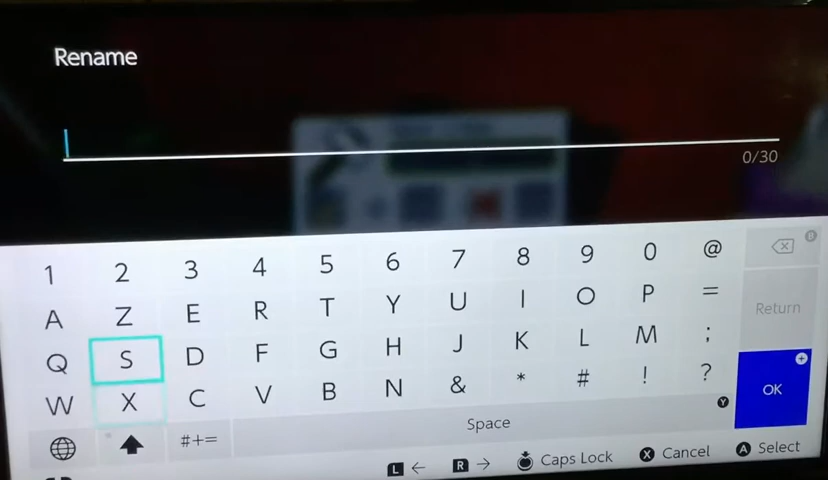 Rename
0/30
1 2 3 4 5 6 7 8 9 0 @
A Z E R T Y U I O P =
Q S D F G H J K L M ;
W X C V B N & * # ! ?
Return
OK
#+=
Space
L ← R → Caps Lock X Cancel A Select